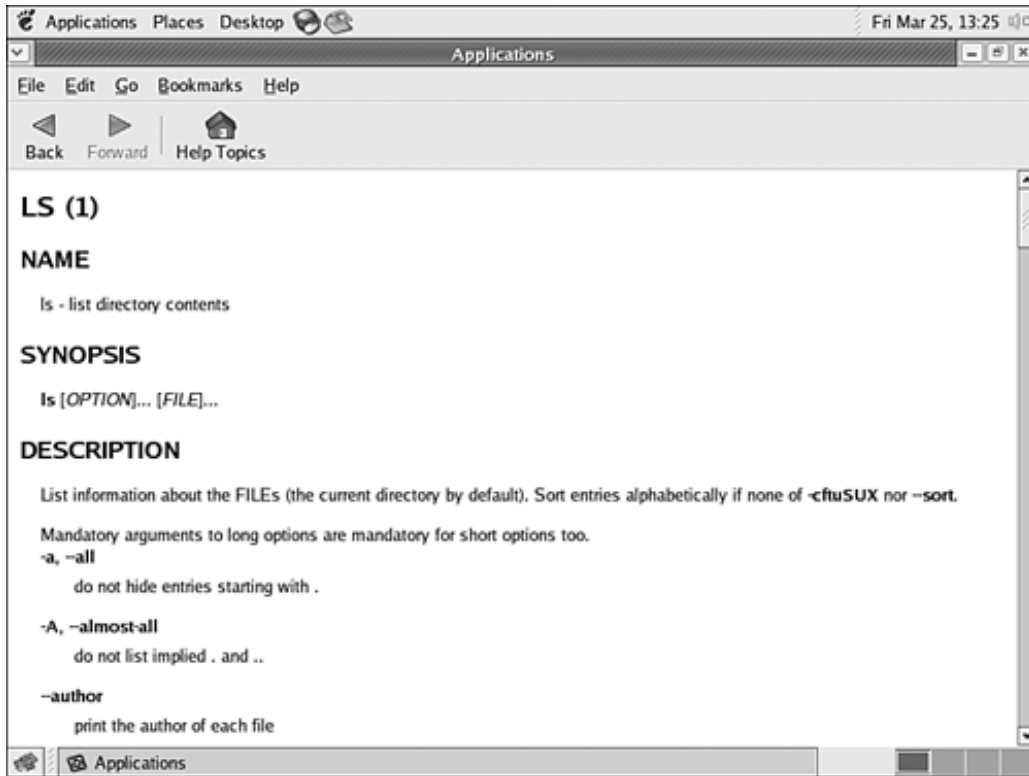 Applications Places Desktop
Fri Mar 25, 13:25
Applications
File Edit Go Bookmarks Help
Back Forward Help Topics
LS (1)
NAME
ls - list directory contents
SYNOPSIS
ls [OPTION]... [FILE]...
DESCRIPTION
List information about the FILEs (the current directory by default). Sort entries alphabetically if none of -cftuSUX nor --sort.
Mandatory arguments to long options are mandatory for short options too.
-a, --all
do not hide entries starting with .
-A, --almost-all
do not list implied . and ..
--author
print the author of each file
Applications